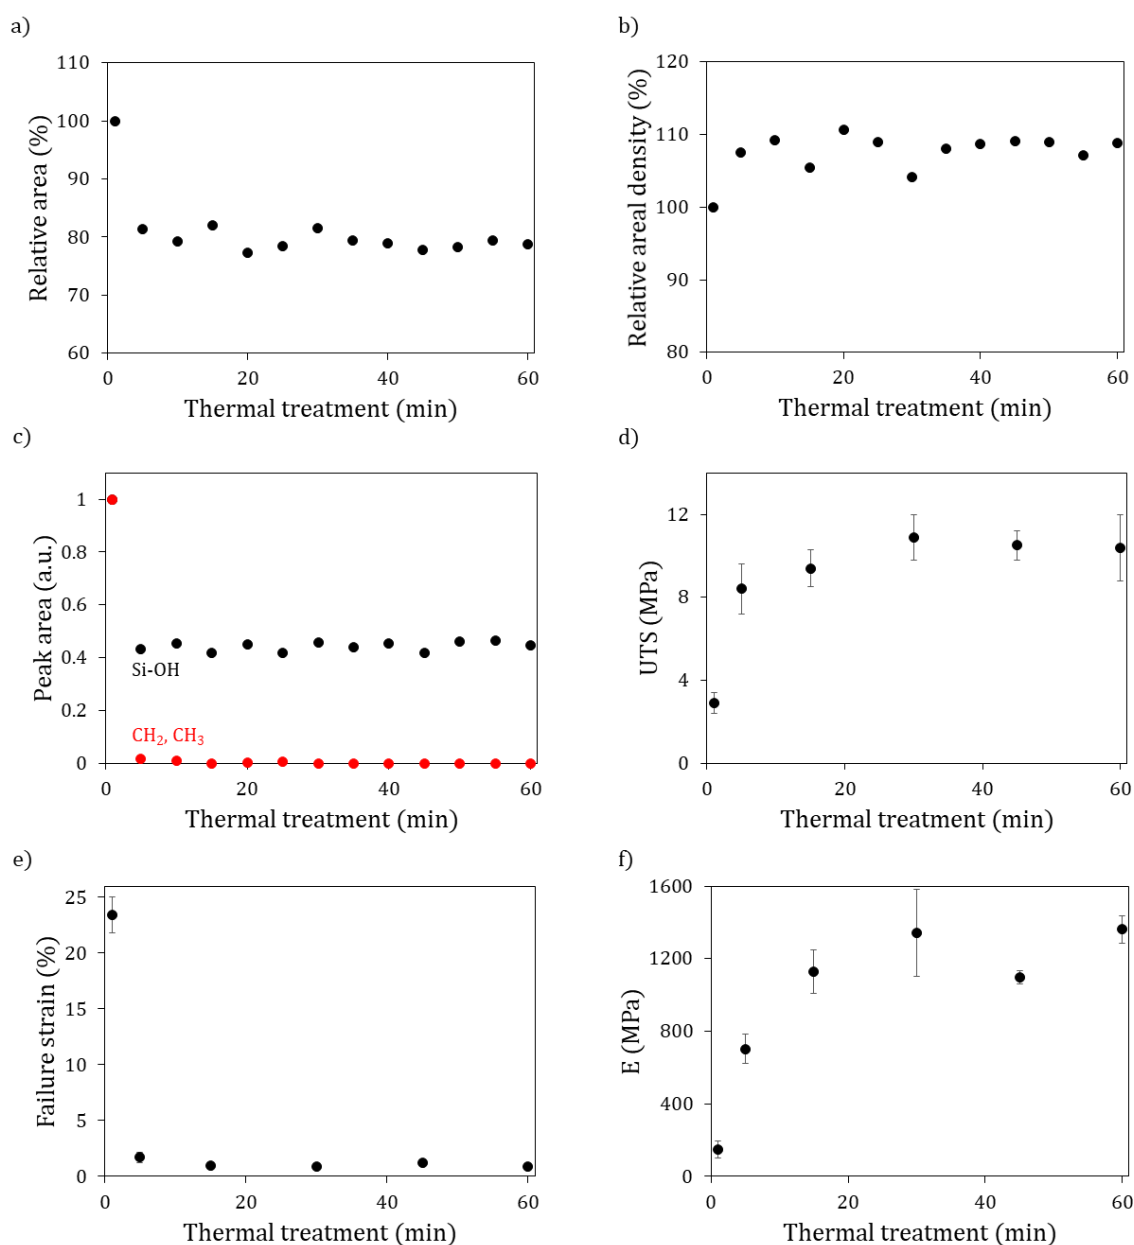 a)
110
100
90
80
70
60
0
20
40
60
Relative area (%)
Thermal treatment (min)
b)
120
110
100
90
80
0
20
40
60
Relative areal density (%)
Thermal treatment (min)
c)
1
0.8
0.6
0.4
0.2
0
0
20
40
60
Peak area (a.u.)
Si-OH
CH₂, CH₃
Thermal treatment (min)
d)
12
8
4
0
0
20
40
60
UTS (MPa)
Thermal treatment (min)
e)
25
20
15
10
5
0
0
20
40
60
Failure strain (%)
Thermal treatment (min)
f)
1600
1200
800
400
0
0
20
40
60
E (MPa)
Thermal treatment (min)